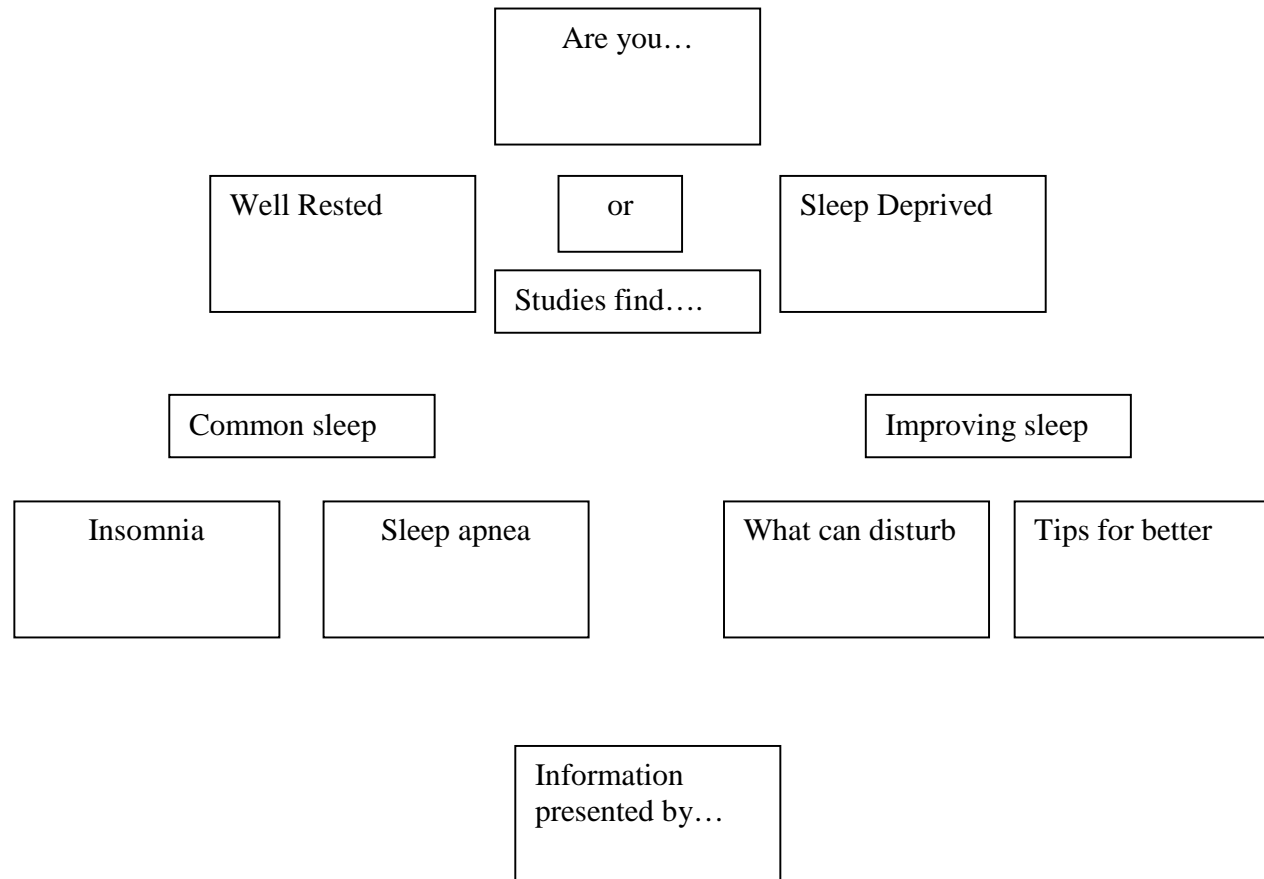 Are you…
Well Rested
or
Sleep Deprived
Studies find….
Common sleep
Improving sleep
Insomnia
Sleep apnea
What can disturb
Tips for better
Information
presented by…